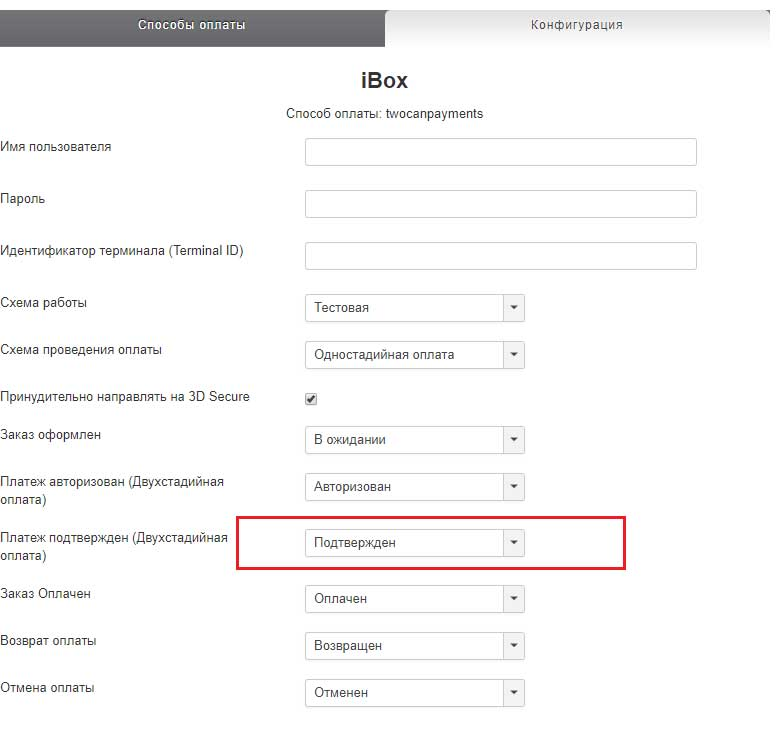 Способы оплаты
Конфигурация
iBox
Способ оплаты: twocanpayments
Имя пользователя
Пароль
Идентификатор терминала (Terminal ID)
Схема работы
Тестовая
Схема проведения оплаты
Одностадийная оплата
Принудительно направлять на 3D Secure
Заказ оформлен
В ожидании
Платеж авторизован (Двухстадийная
оплата)
Авторизован
Платеж подтвержден (Двухстадийная
оплата)
Подтвержден
Заказ Оплачен
Оплачен
Возврат оплаты
Возвращен
Отмена оплаты
Отменен